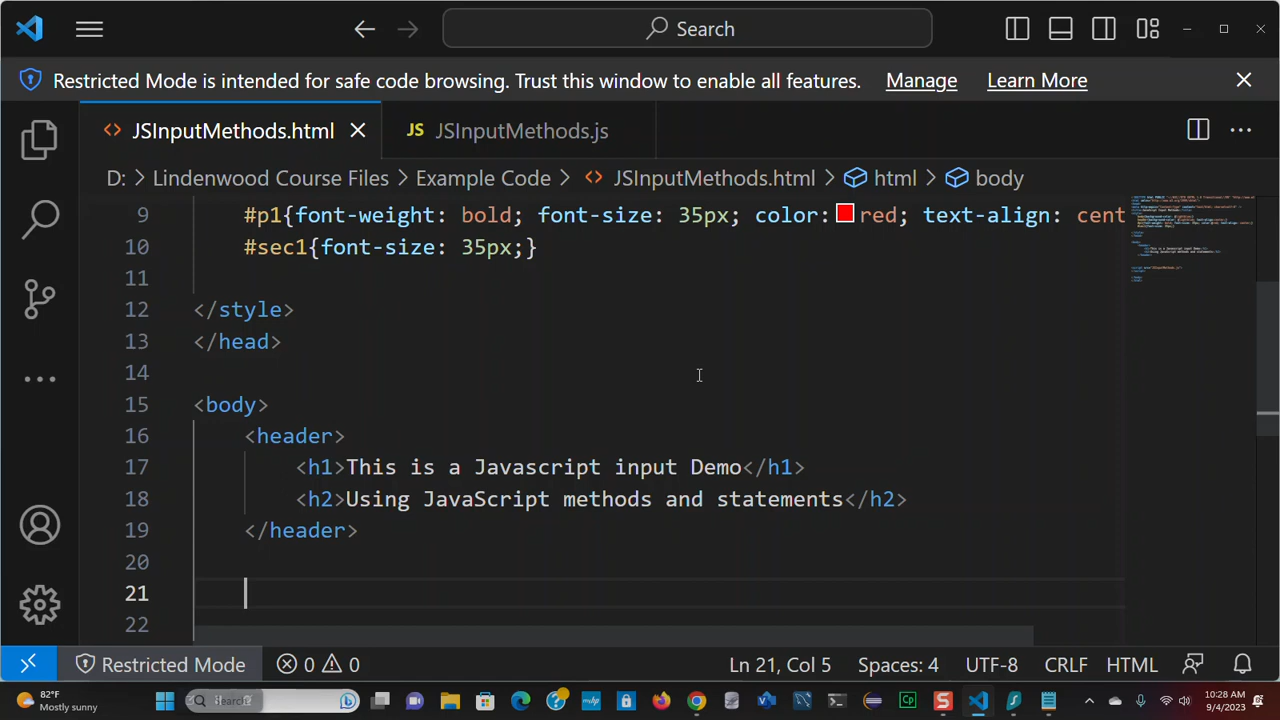 Search
Restricted Mode is intended for safe code browsing. Trust this window to enable all features. Manage Learn More
JSInputMethods.html JS JSInputMethods.js
D: > Lindenwood Course Files > Example Code > JSInputMethods.html > html > body
9 #p1{font-weight: bold; font-size: 35px; color: red; text-align: cent
10 #sec1{font-size: 35px;}
11
12 </style>
13 </head>
14
15 <body>
16 <header>
17 <h1>This is a Javascript input Demo</h1>
18 <h2>Using JavaScript methods and statements</h2>
19 </header>
20
21
22
Restricted Mode 0 0 Ln 21, Col 5 Spaces: 4 UTF-8 CRLF HTML
82°F
Mostly sunny
Search
10:28 AM
9/4/2023